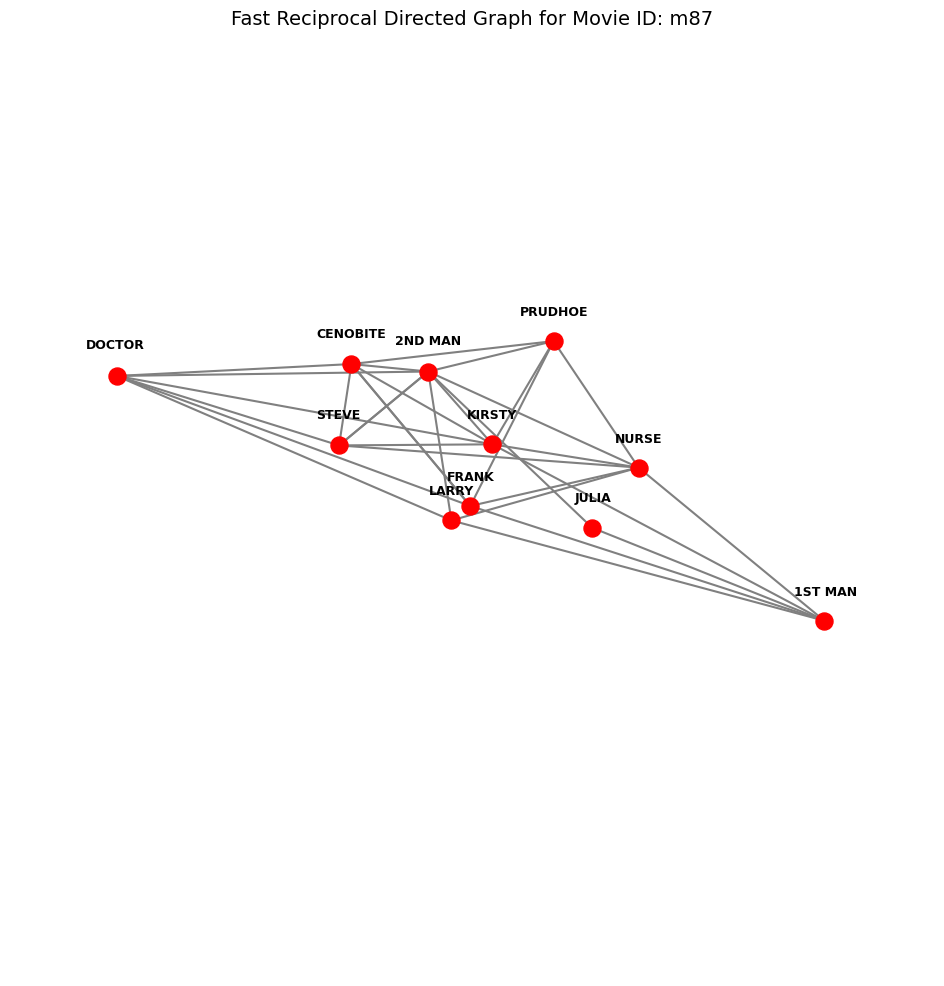 Fast Reciprocal Directed Graph for Movie ID: m87
PRUDHOE
CENOBITE
2ND MAN
DOCTOR
STEVE
KIRSTY
NURSE
FRANK
LARRY
JULIA
1ST MAN